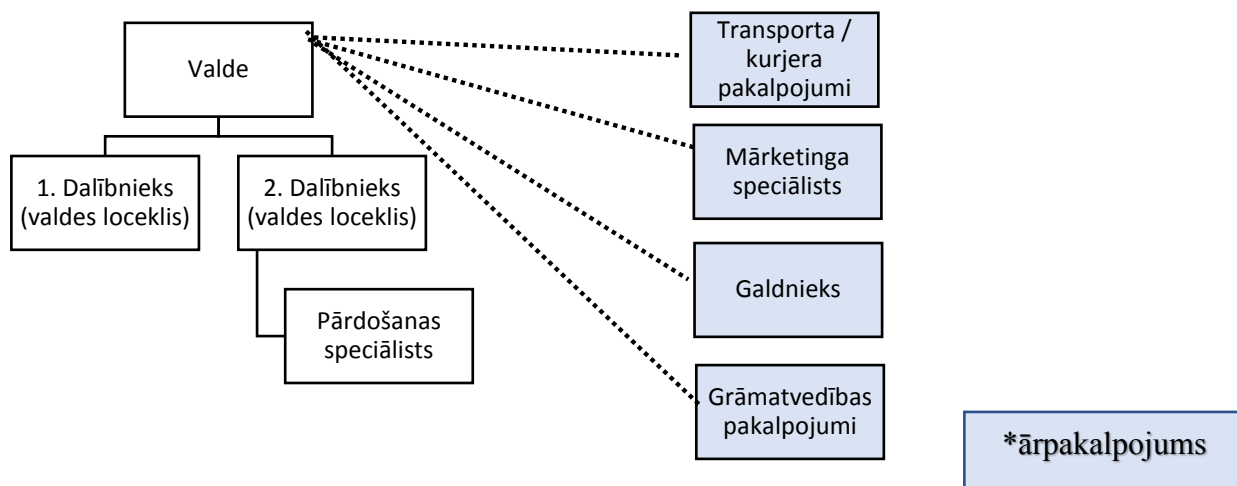 Valde
1. Dalībnieks
(valdes loceklis)
2. Dalībnieks
(valdes loceklis)
Pārdošanas
speciālists
Transporta /
kurjera
pakalpojumi
Mārketinga
speciālists
Galdnieks
Grāmatvedības
pakalpojumi
*ārpakalpojums